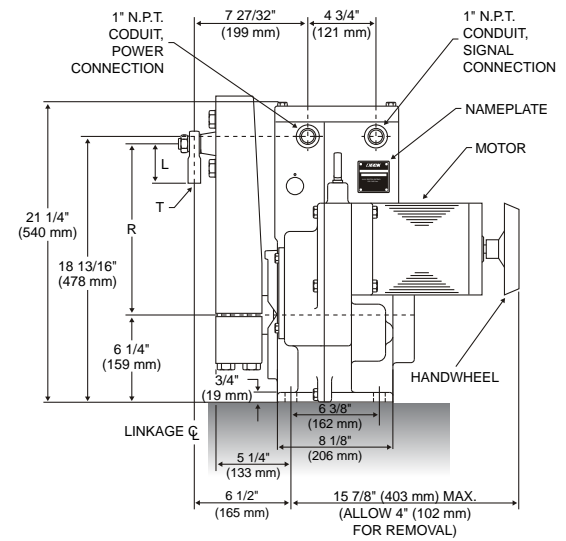 1" N.P.T.
CODUIT,
POWER
CONNECTION
7 27/32"
(199 mm)
4 3/4"
(121 mm)
1" N.P.T.
CONDUIT,
SIGNAL
CONNECTION
NAMEPLATE
MOTOR
L
T
R
21 1/4"
(540 mm)
18 13/16"
(478 mm)
6 1/4"
(159 mm)
3/4"
(19 mm)
HANDWHEEL
LINKAGE ℄
6 3/8"
(162 mm)
8 1/8"
(206 mm)
5 1/4"
(133 mm)
6 1/2"
(165 mm)
15 7/8" (403 mm) MAX.
(ALLOW 4" (102 mm)
FOR REMOVAL)